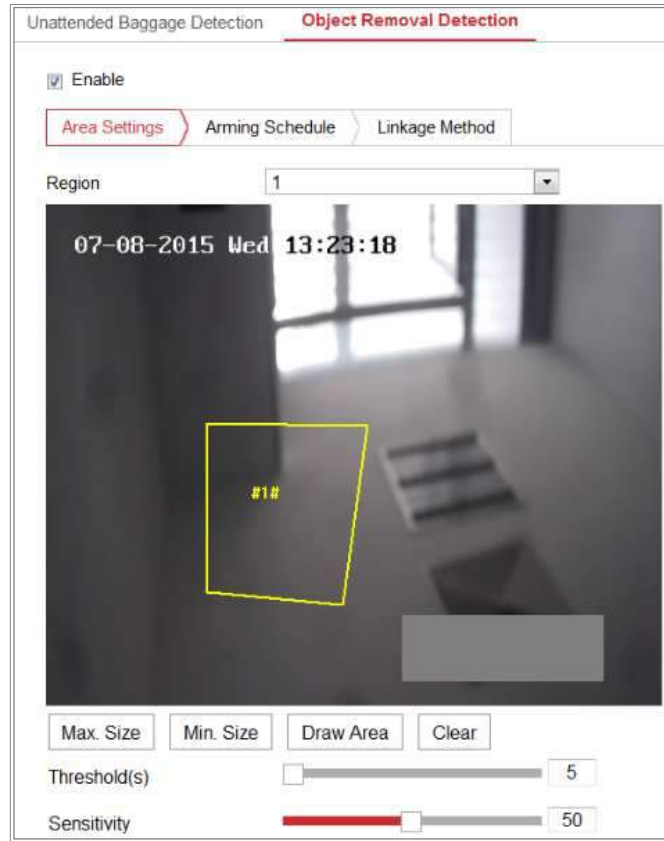 Unattended Baggage Detection Object Removal Detection
Enable
Area Settings Arming Schedule Linkage Method
Region 1
07-08-2015 Wed 13:23:18
#1#
Max. Size Min. Size Draw Area Clear
Threshold(s) 5
Sensitivity 50